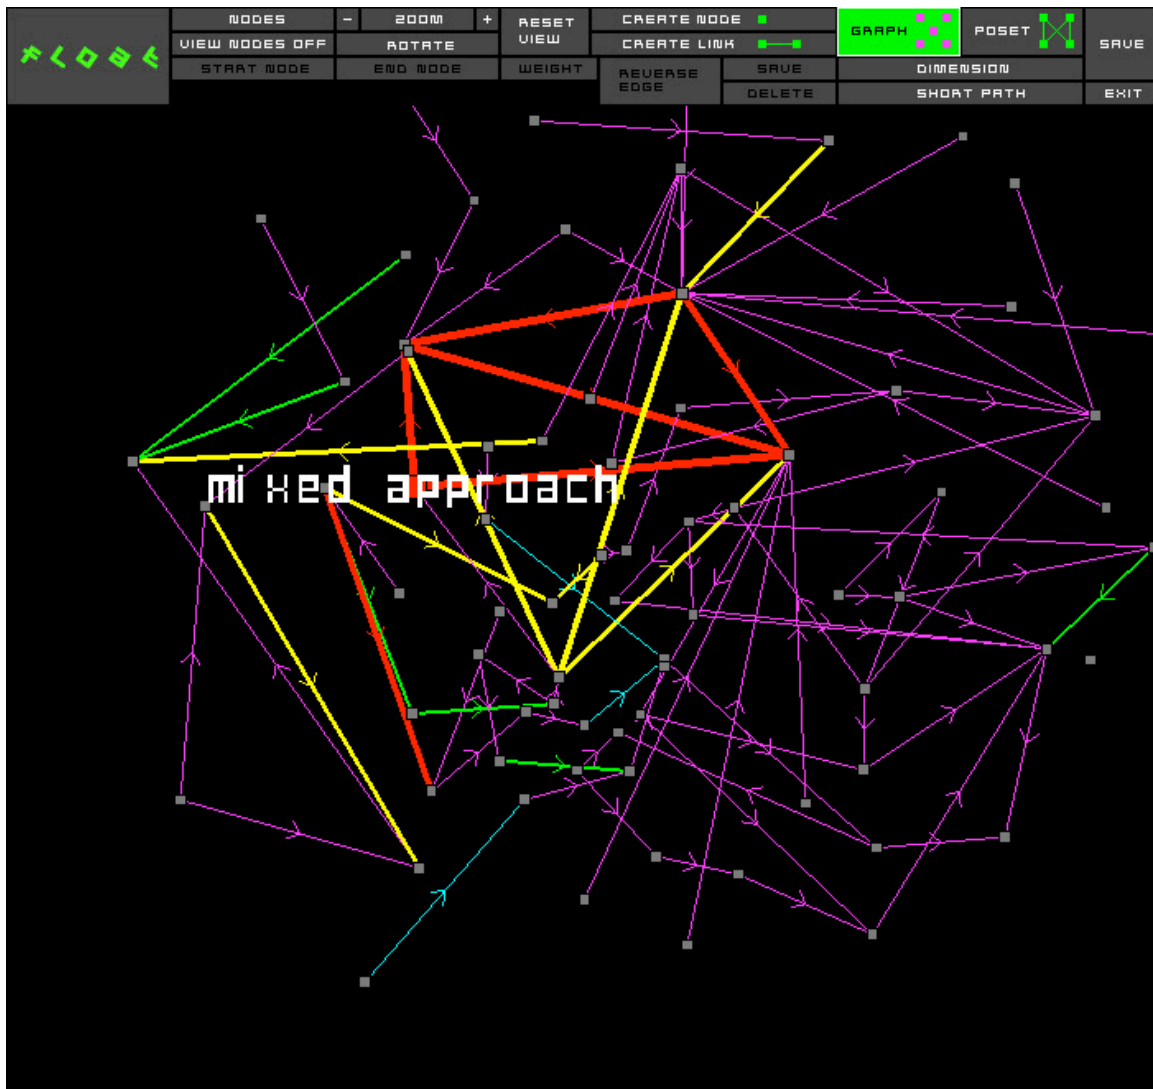 FLOBE
NODES
- ZOOM +
RESET VIEW
CREATE NODE
GRAPH
POSET
SAVE
VIEW NODES OFF
ROTATE
CREATE LINK
START NODE
END NODE
WEIGHT
REVERSE EDGE
SAVE
DIMENSION
DELETE
SHORT PATH
EXIT
mixed approach